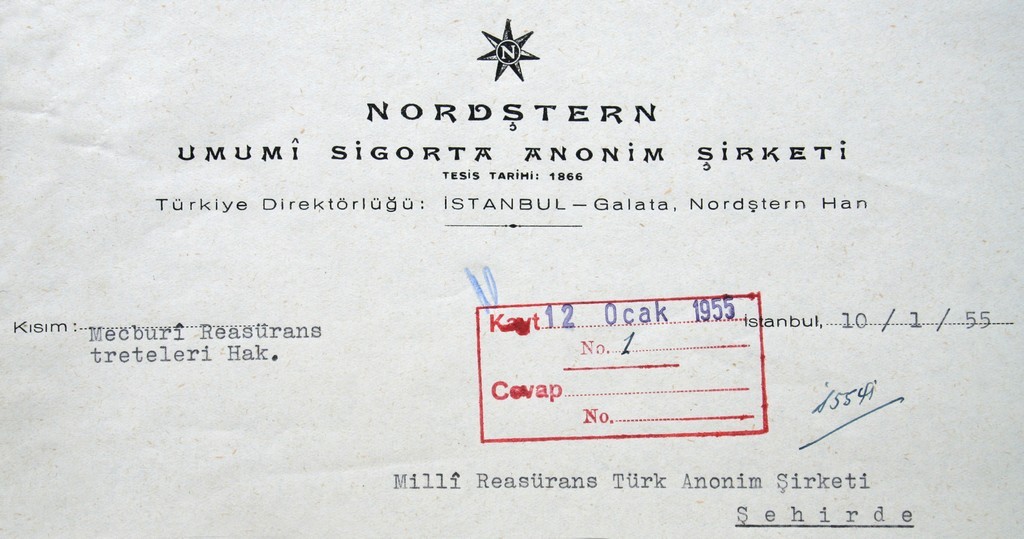 N
NORDŞTERN
UMUMÎ SİGORTA ANONİM ŞİRKETİ
TESİS TARİHİ: 1866
Türkiye Direktörlüğü: İSTANBUL — Galata, Nordştern Han
Kısım: Mecburî Reasürans
treteleri Hak.
Kayıt 12 Ocak 1955
No. 1
Cevap
No.
İstanbul, 10 / 1 / 55
Millî Reasürans Türk Anonim Şirketi
Şehirde